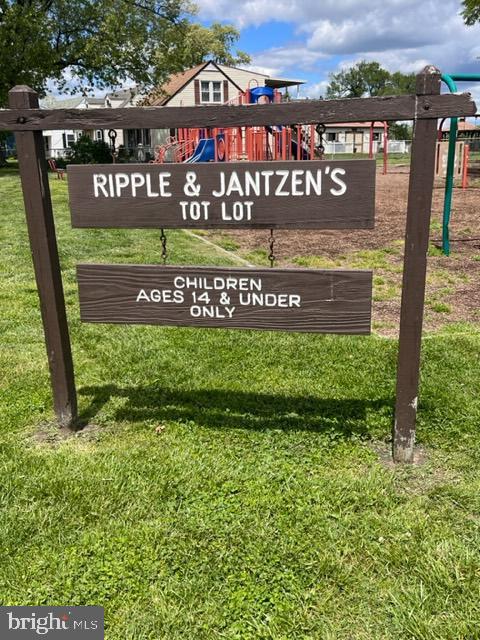 RIPPLE & JANTZEN'S
TOT LOT
CHILDREN
AGES 14 & UNDER
ONLY
bright MLS